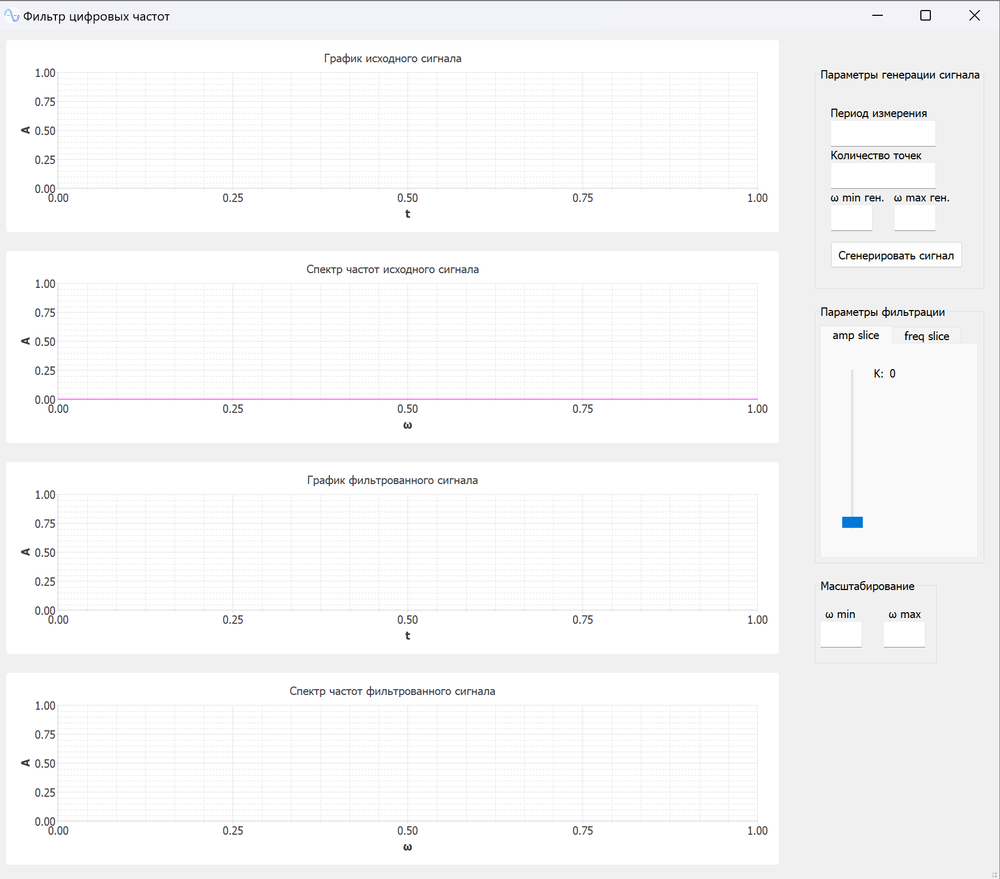 Фильтр цифровых частот
График исходного сигнала
1.00
0.75
0.50
0.25
0.00
A
0.00 0.25 0.50 0.75 1.00
t
Спектр частот исходного сигнала
1.00
0.75
0.50
0.25
0.00
A
0.00 0.25 0.50 0.75 1.00
ω
График фильтрованного сигнала
1.00
0.75
0.50
0.25
0.00
A
0.00 0.25 0.50 0.75 1.00
t
Спектр частот фильтрованного сигнала
1.00
0.75
0.50
0.25
0.00
A
0.00 0.25 0.50 0.75 1.00
ω
Параметры генерации сигнала
Период измерения
Количество точек
ω min ген. ω max ген.
Сгенерировать сигнал
Параметры фильтрации
amp slice freq slice
K: 0
Масштабирование
ω min ω max